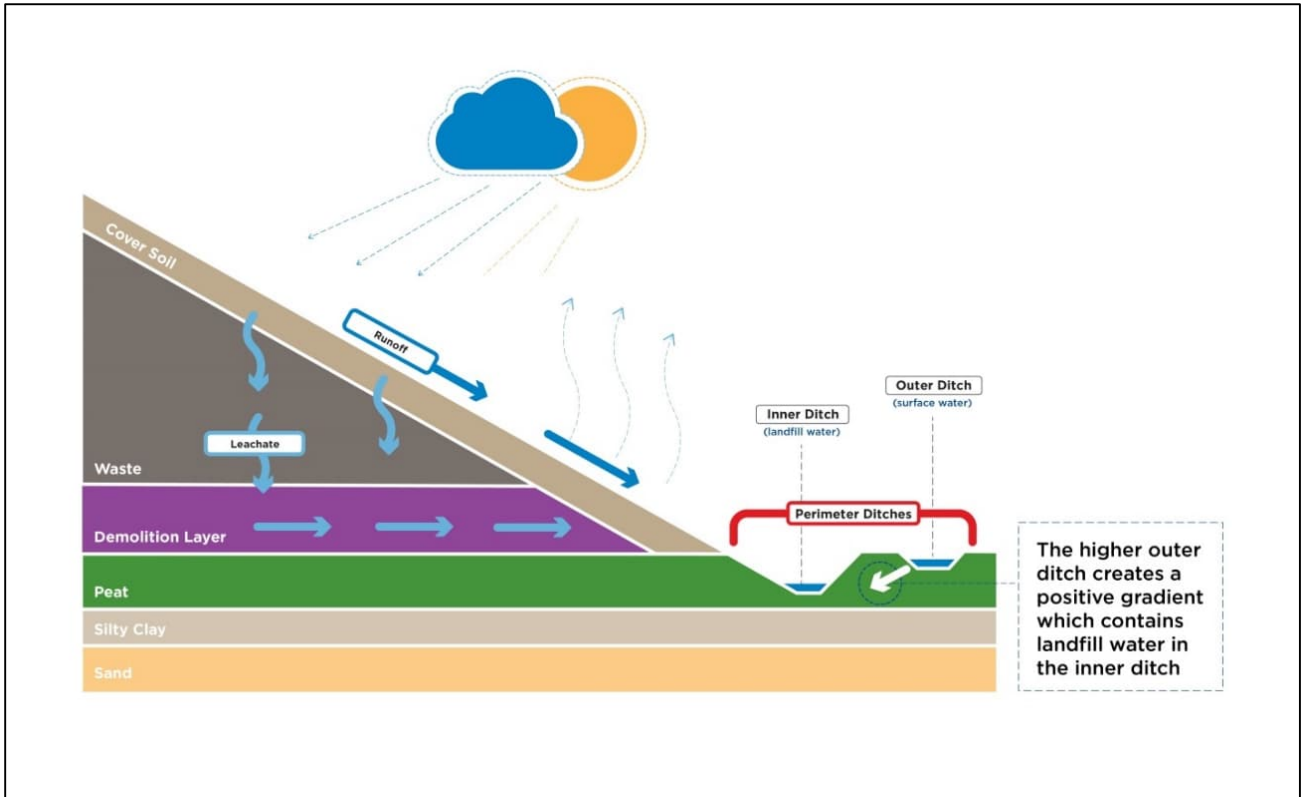 Cover Soil
Runoff
Leachate
Waste
Demolition Layer
Peat
Silty Clay
Sand
Inner Ditch
(landfill water)
Outer Ditch
(surface water)
Perimeter Ditches
The higher outer
ditch creates a
positive gradient
which contains
landfill water in
the inner ditch